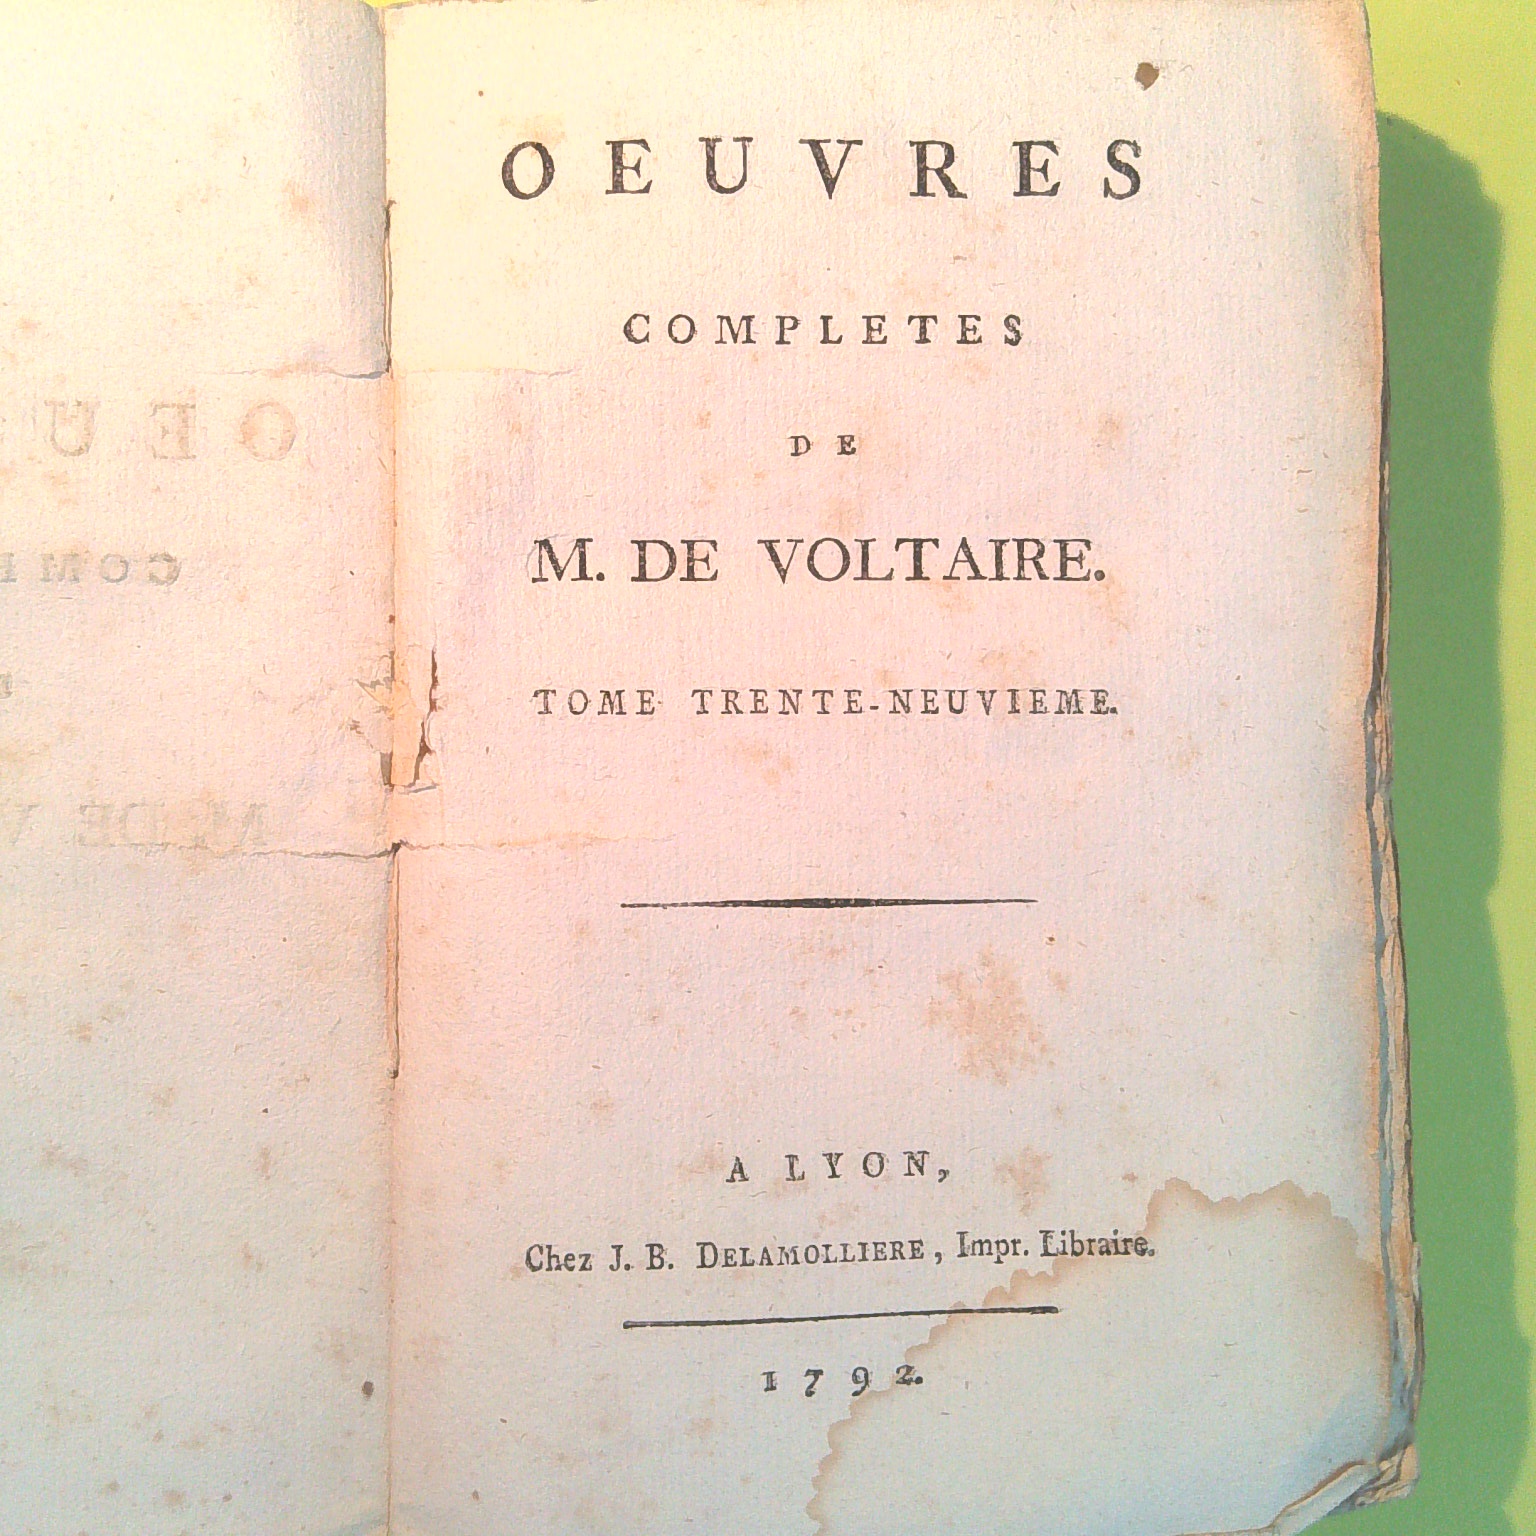 OEUVRES
COMPLETES
DE
M. DE VOLTAIRE.
TOME TRENTE-NEUVIEME.
A LYON,
Chez J. B. DELAMOLLIERE, Impr. Libraire.
1792.